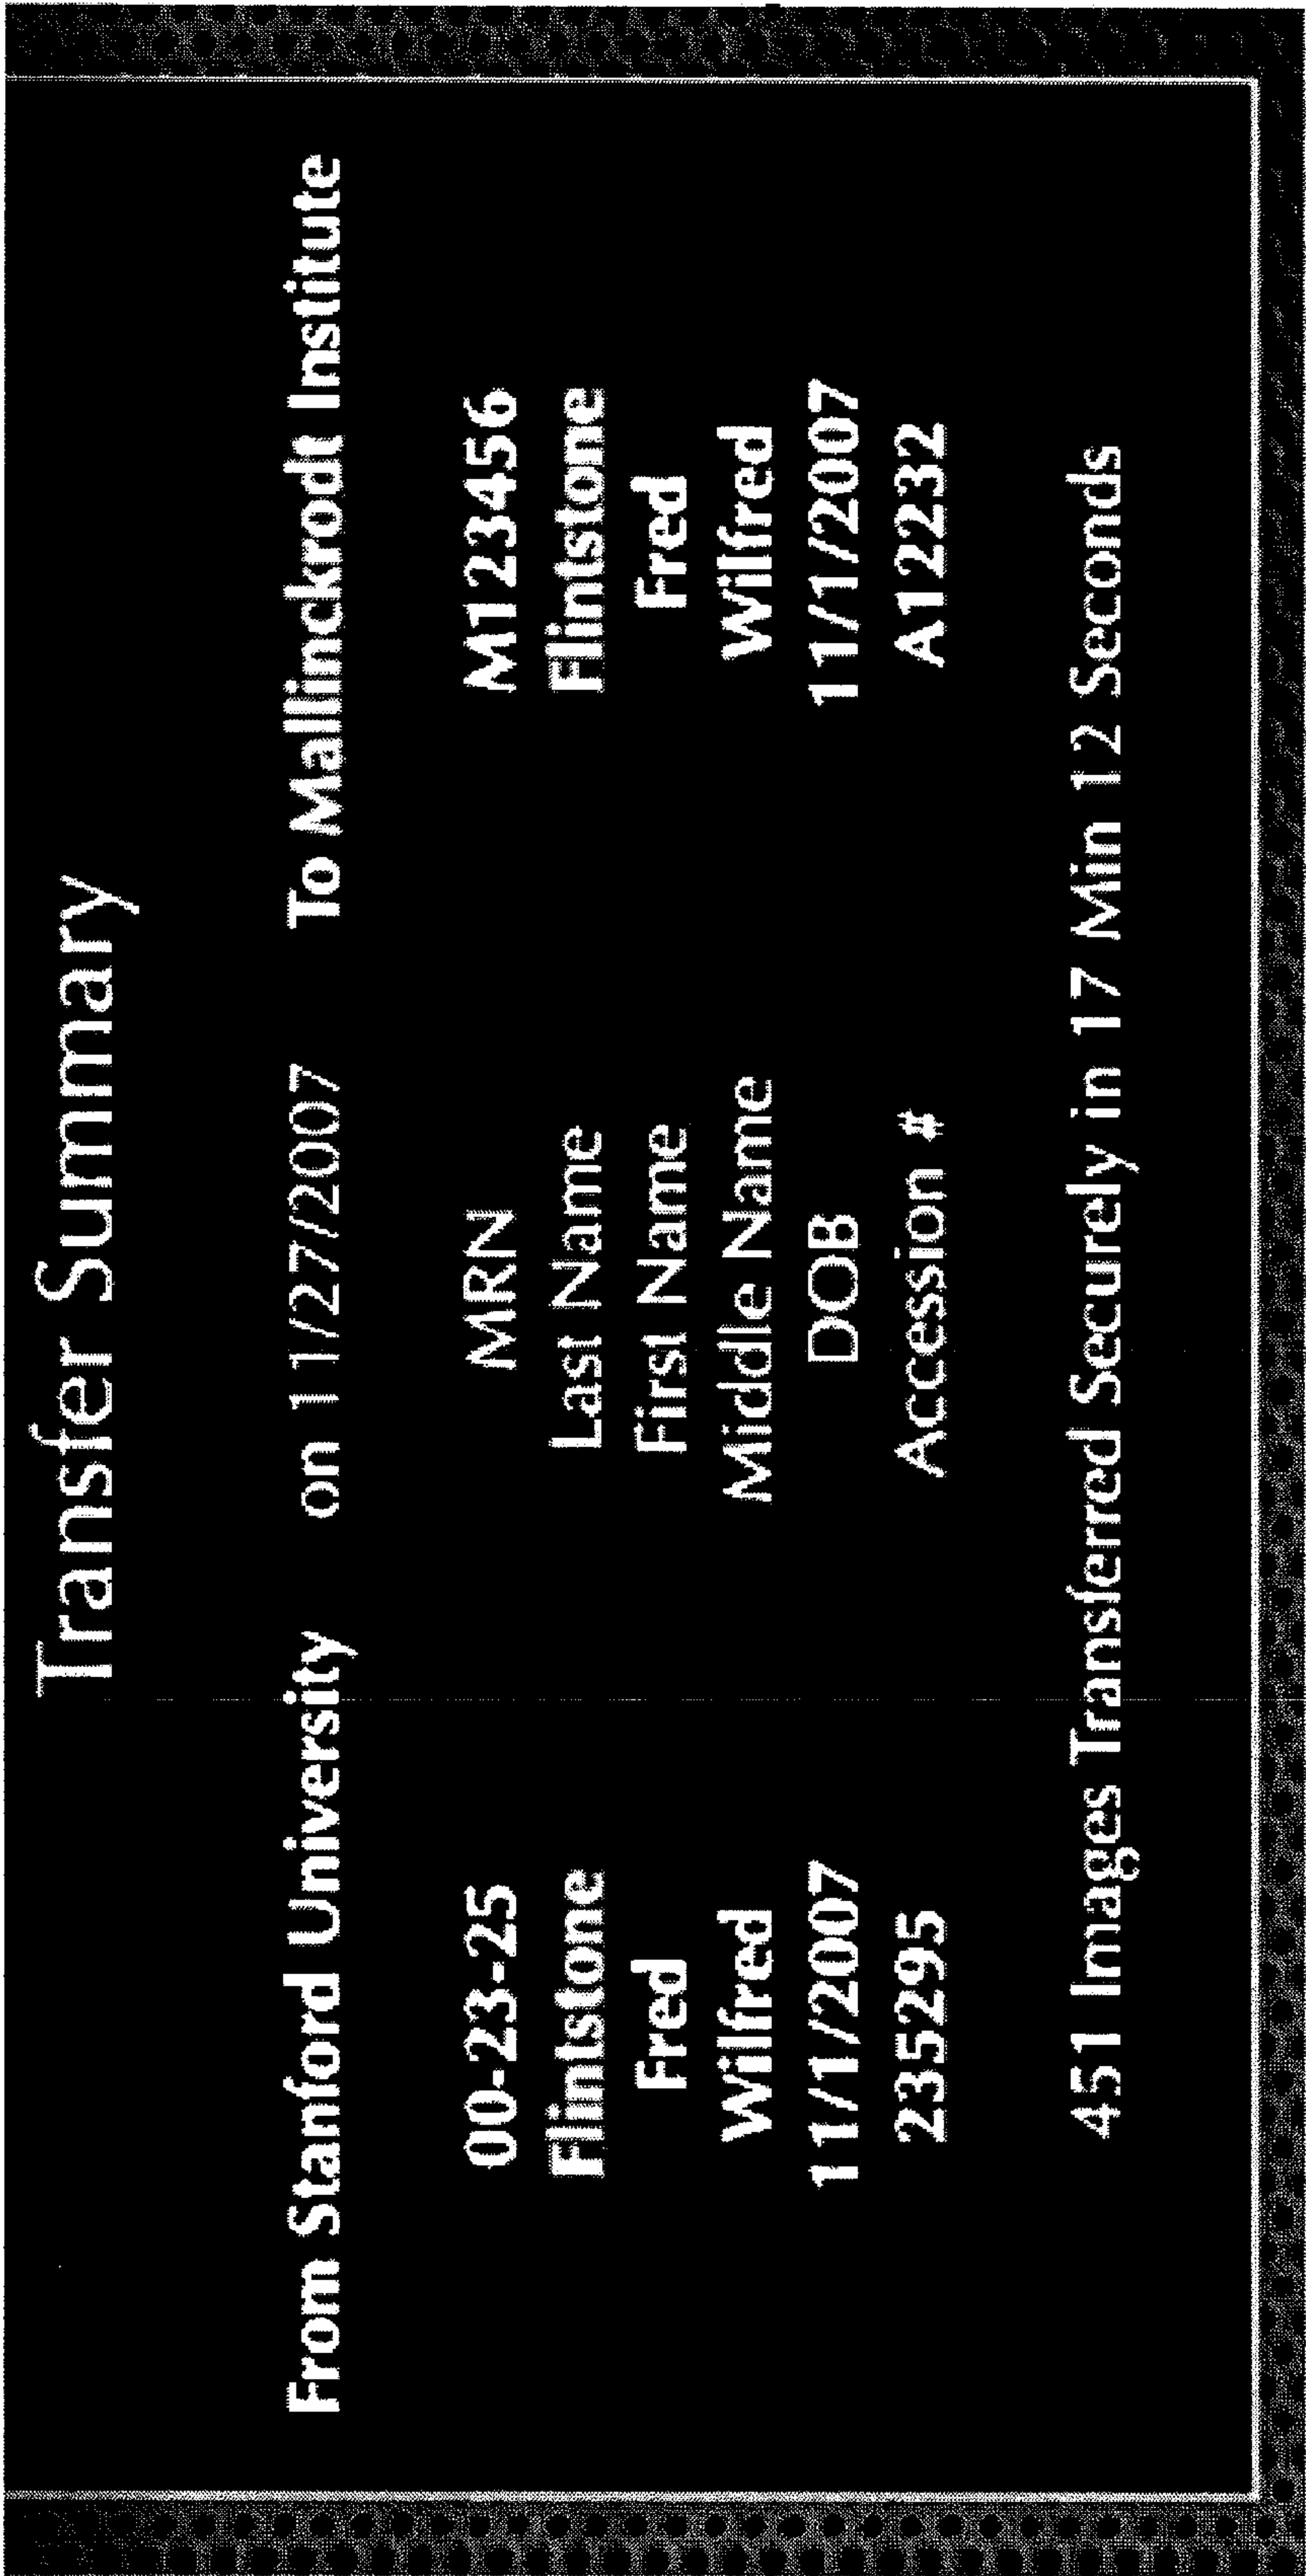 Transfer Summary
From Stanford University on 11/27/2007 To Mallinckrodt Institute
00-23-25 MRN M123456
Flintstone Last Name Flintstone
Fred First Name Fred
Wilfred Middle Name Wilfred
11/1/2007 DOB 11/1/2007
235295 Accession # A12232
451 Images Transferred Securely in 17 Min 12 Seconds